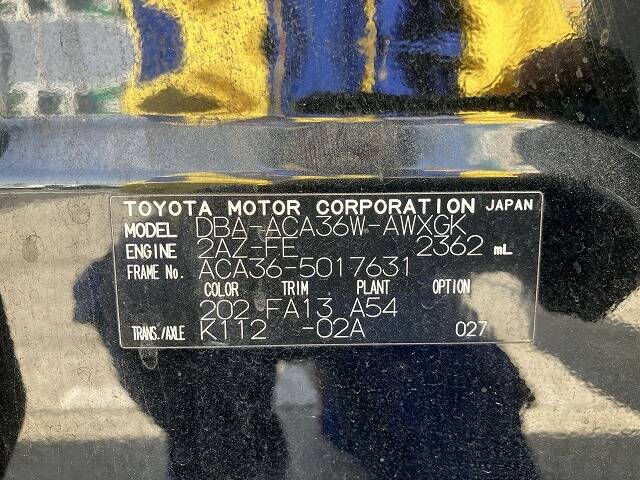 TOYOTA MOTOR CORPORATION JAPAN
MODEL DBA-ACA36W-AWXGK
ENGINE 2AZ-FE 2362 mL
FRAME No. ACA36-5017631
COLOR TRIM PLANT OPTION
202 FA13 A54
TRANS./AXLE K112 -02A 027